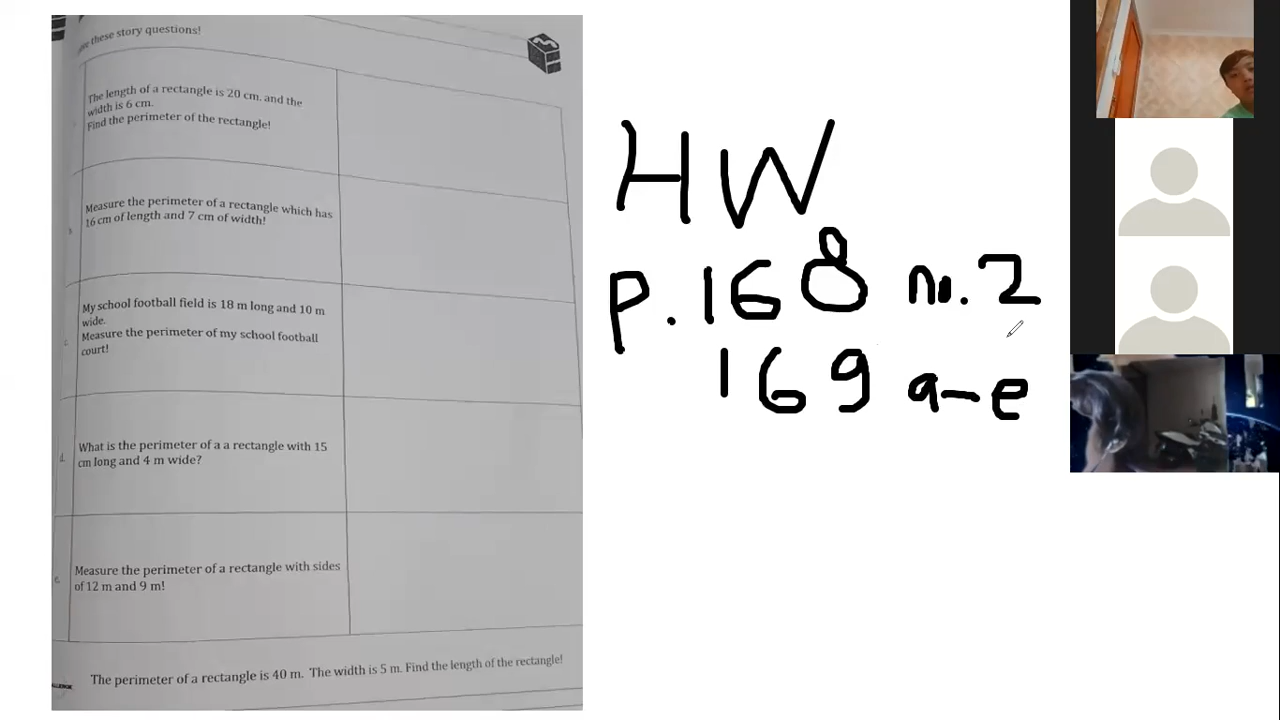 these story questions!
The length of a rectangle is 20 cm. and the
width is 6 cm.
Find the perimeter of the rectangle!
b. Measure the perimeter of a rectangle which has
16 cm of length and 7 cm of width!
My school football field is 18 m long and 10 m
wide.
c. Measure the perimeter of my school football
court!
What is the perimeter of a a rectangle with 15
d. cm long and 4 m wide?
Measure the perimeter of a rectangle with sides
e. of 12 m and 9 m!
The perimeter of a rectangle is 40 m. The width is 5 m. Find the length of the rectangle!
HW
p. 168 no. 2
169 a-e